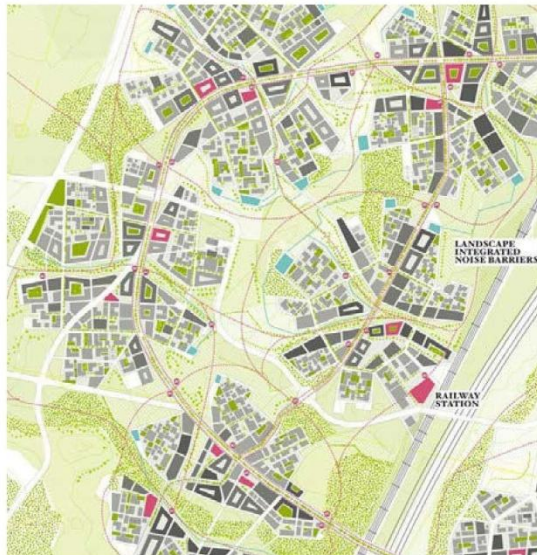 LANDSCAPE
INTEGRATED
NOISE BARRIERS
RAILWAY
STATION